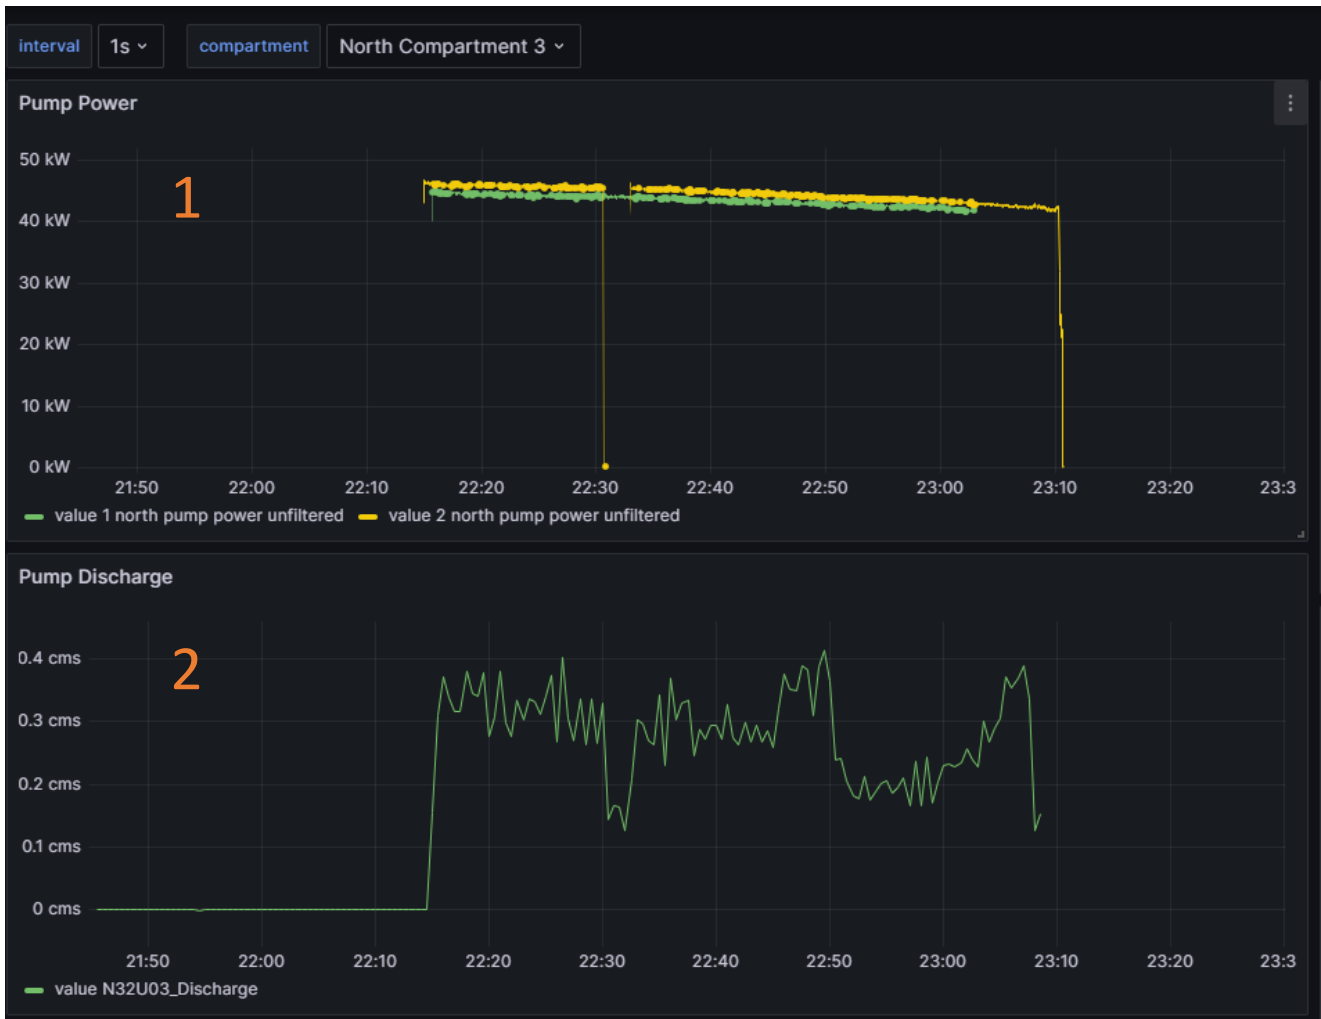 interval 1s compartment North Compartment 3
Pump Power
50 kW
1
40 kW
30 kW
20 kW
10 kW
0 kW
21:50 22:00 22:10 22:20 22:30 22:40 22:50 23:00 23:10 23:20 23:3
value 1 north pump power unfiltered value 2 north pump power unfiltered
Pump Discharge
0.4 cms
2
0.3 cms
0.2 cms
0.1 cms
0 cms
21:50 22:00 22:10 22:20 22:30 22:40 22:50 23:00 23:10 23:20 23:3
value N32U03_Discharge